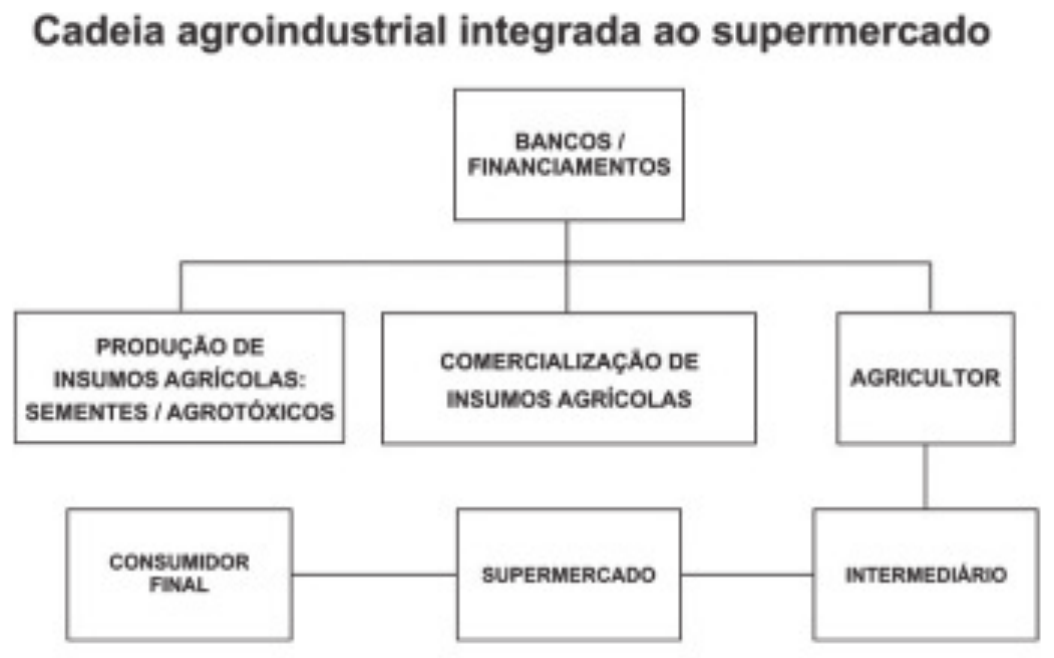 Cadeia agroindustrial integrada ao supermercado
BANCOS /
FINANCIAMENTOS
PRODUÇÃO DE
INSUMOS AGRÍCOLAS:
SEMENTES / AGROTÓXICOS
COMERCIALIZAÇÃO DE
INSUMOS AGRÍCOLAS
AGRICULTOR
CONSUMIDOR
FINAL
SUPERMERCADO
INTERMEDIÁRIO